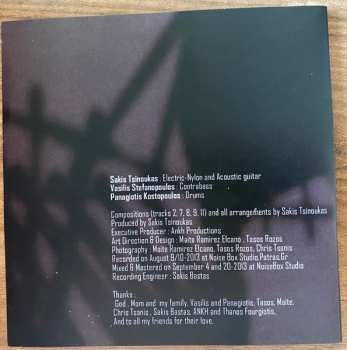 Sakis Tsinoukas : Electric-Nylon and Acoustic guitar
Vasilis Stefanopoulos : Contrabass
Panagiotis Kostopoulos : Drums
Compositions (tracks 2, 7, 8, 9, 11) and all arrangements by Sakis Tsinoukas
Produced by Sakis Tsinoukas
Executive Producer : Ankh Productions
Art Direction & Design : Maite Ramirez Elcano , Tasos Rozos
Photography : Maite Ramirez Elcano, Tasos Rozos, Chris Tsonis
Recorded on August 9/10-2013 at Noise Box Studio.Patras.Gr
Mixed & Mastered on September 4 and 20-2013 at NoiseBox Studio
Recording Engineer : Sakis Bastas
Thanks :
God , Mom and my family, Vasilis and Panagiotis, Tasos, Maite,
Chris Tsonis , Sakis Bastas, ANKH and Thanos Fourgiotis.
And to all my friends for their love.